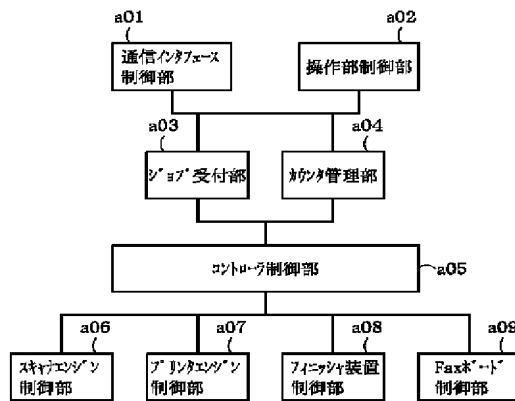 a01
a02
通信ｲﾝﾀﾌｪｰｽ
制御部
操作部制御部
a03
a04
ｼﾞｮﾌﾞ受付部
ｶｳﾝﾀ管理部
ｺﾝﾄﾛｰﾗ制御部
a05
a06
a07
a08
a09
ｽｷｬﾅｴﾝｼﾞﾝ
制御部
ﾌﾟﾘﾝﾀｴﾝｼﾞﾝ
制御部
ﾌｨﾆｯｼｬ装置
制御部
Faxﾎﾞｰﾄﾞ
制御部